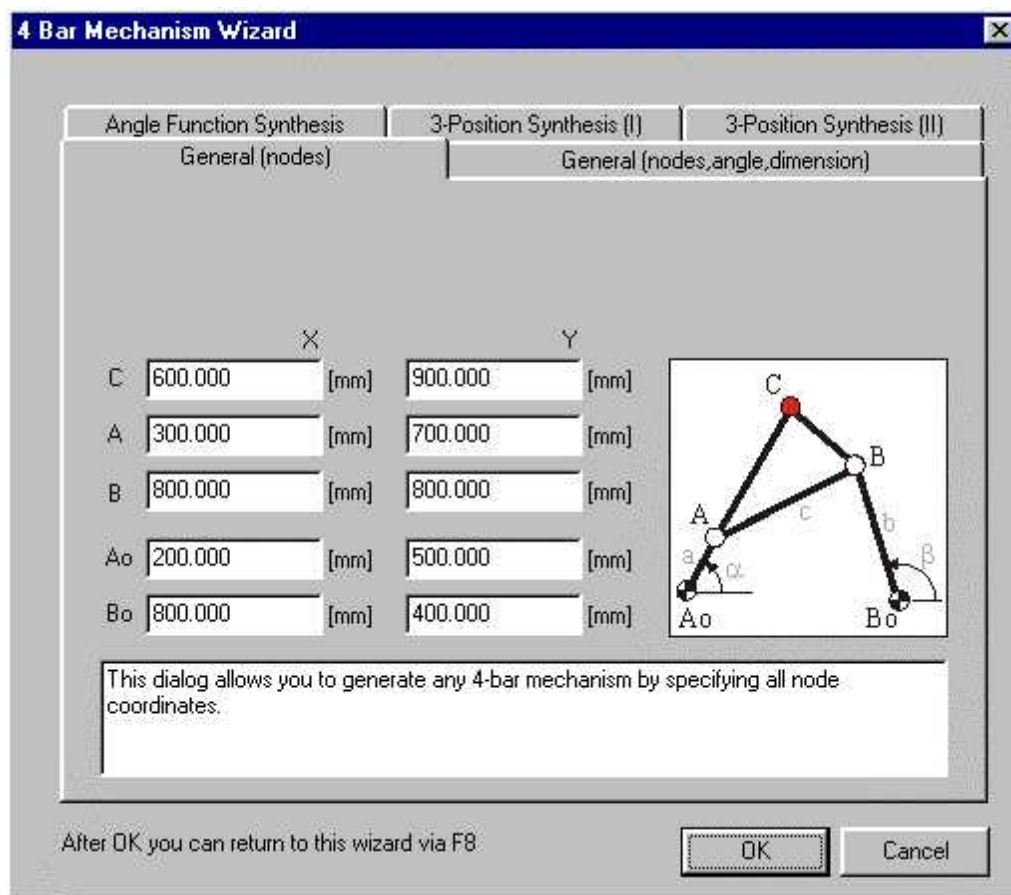 4 Bar Mechanism Wizard
Angle Function Synthesis 3-Position Synthesis (I) 3-Position Synthesis (II)
General (nodes) General (nodes,angle,dimension)
X Y
C 600.000 [mm] 900.000 [mm]
A 300.000 [mm] 700.000 [mm]
B 800.000 [mm] 800.000 [mm]
Ao 200.000 [mm] 500.000 [mm]
Bo 800.000 [mm] 400.000 [mm]
C
B
A c b
a α β
Ao Bo
This dialog allows you to generate any 4-bar mechanism by specifying all node
coordinates.
After OK you can return to this wizard via F8 OK Cancel